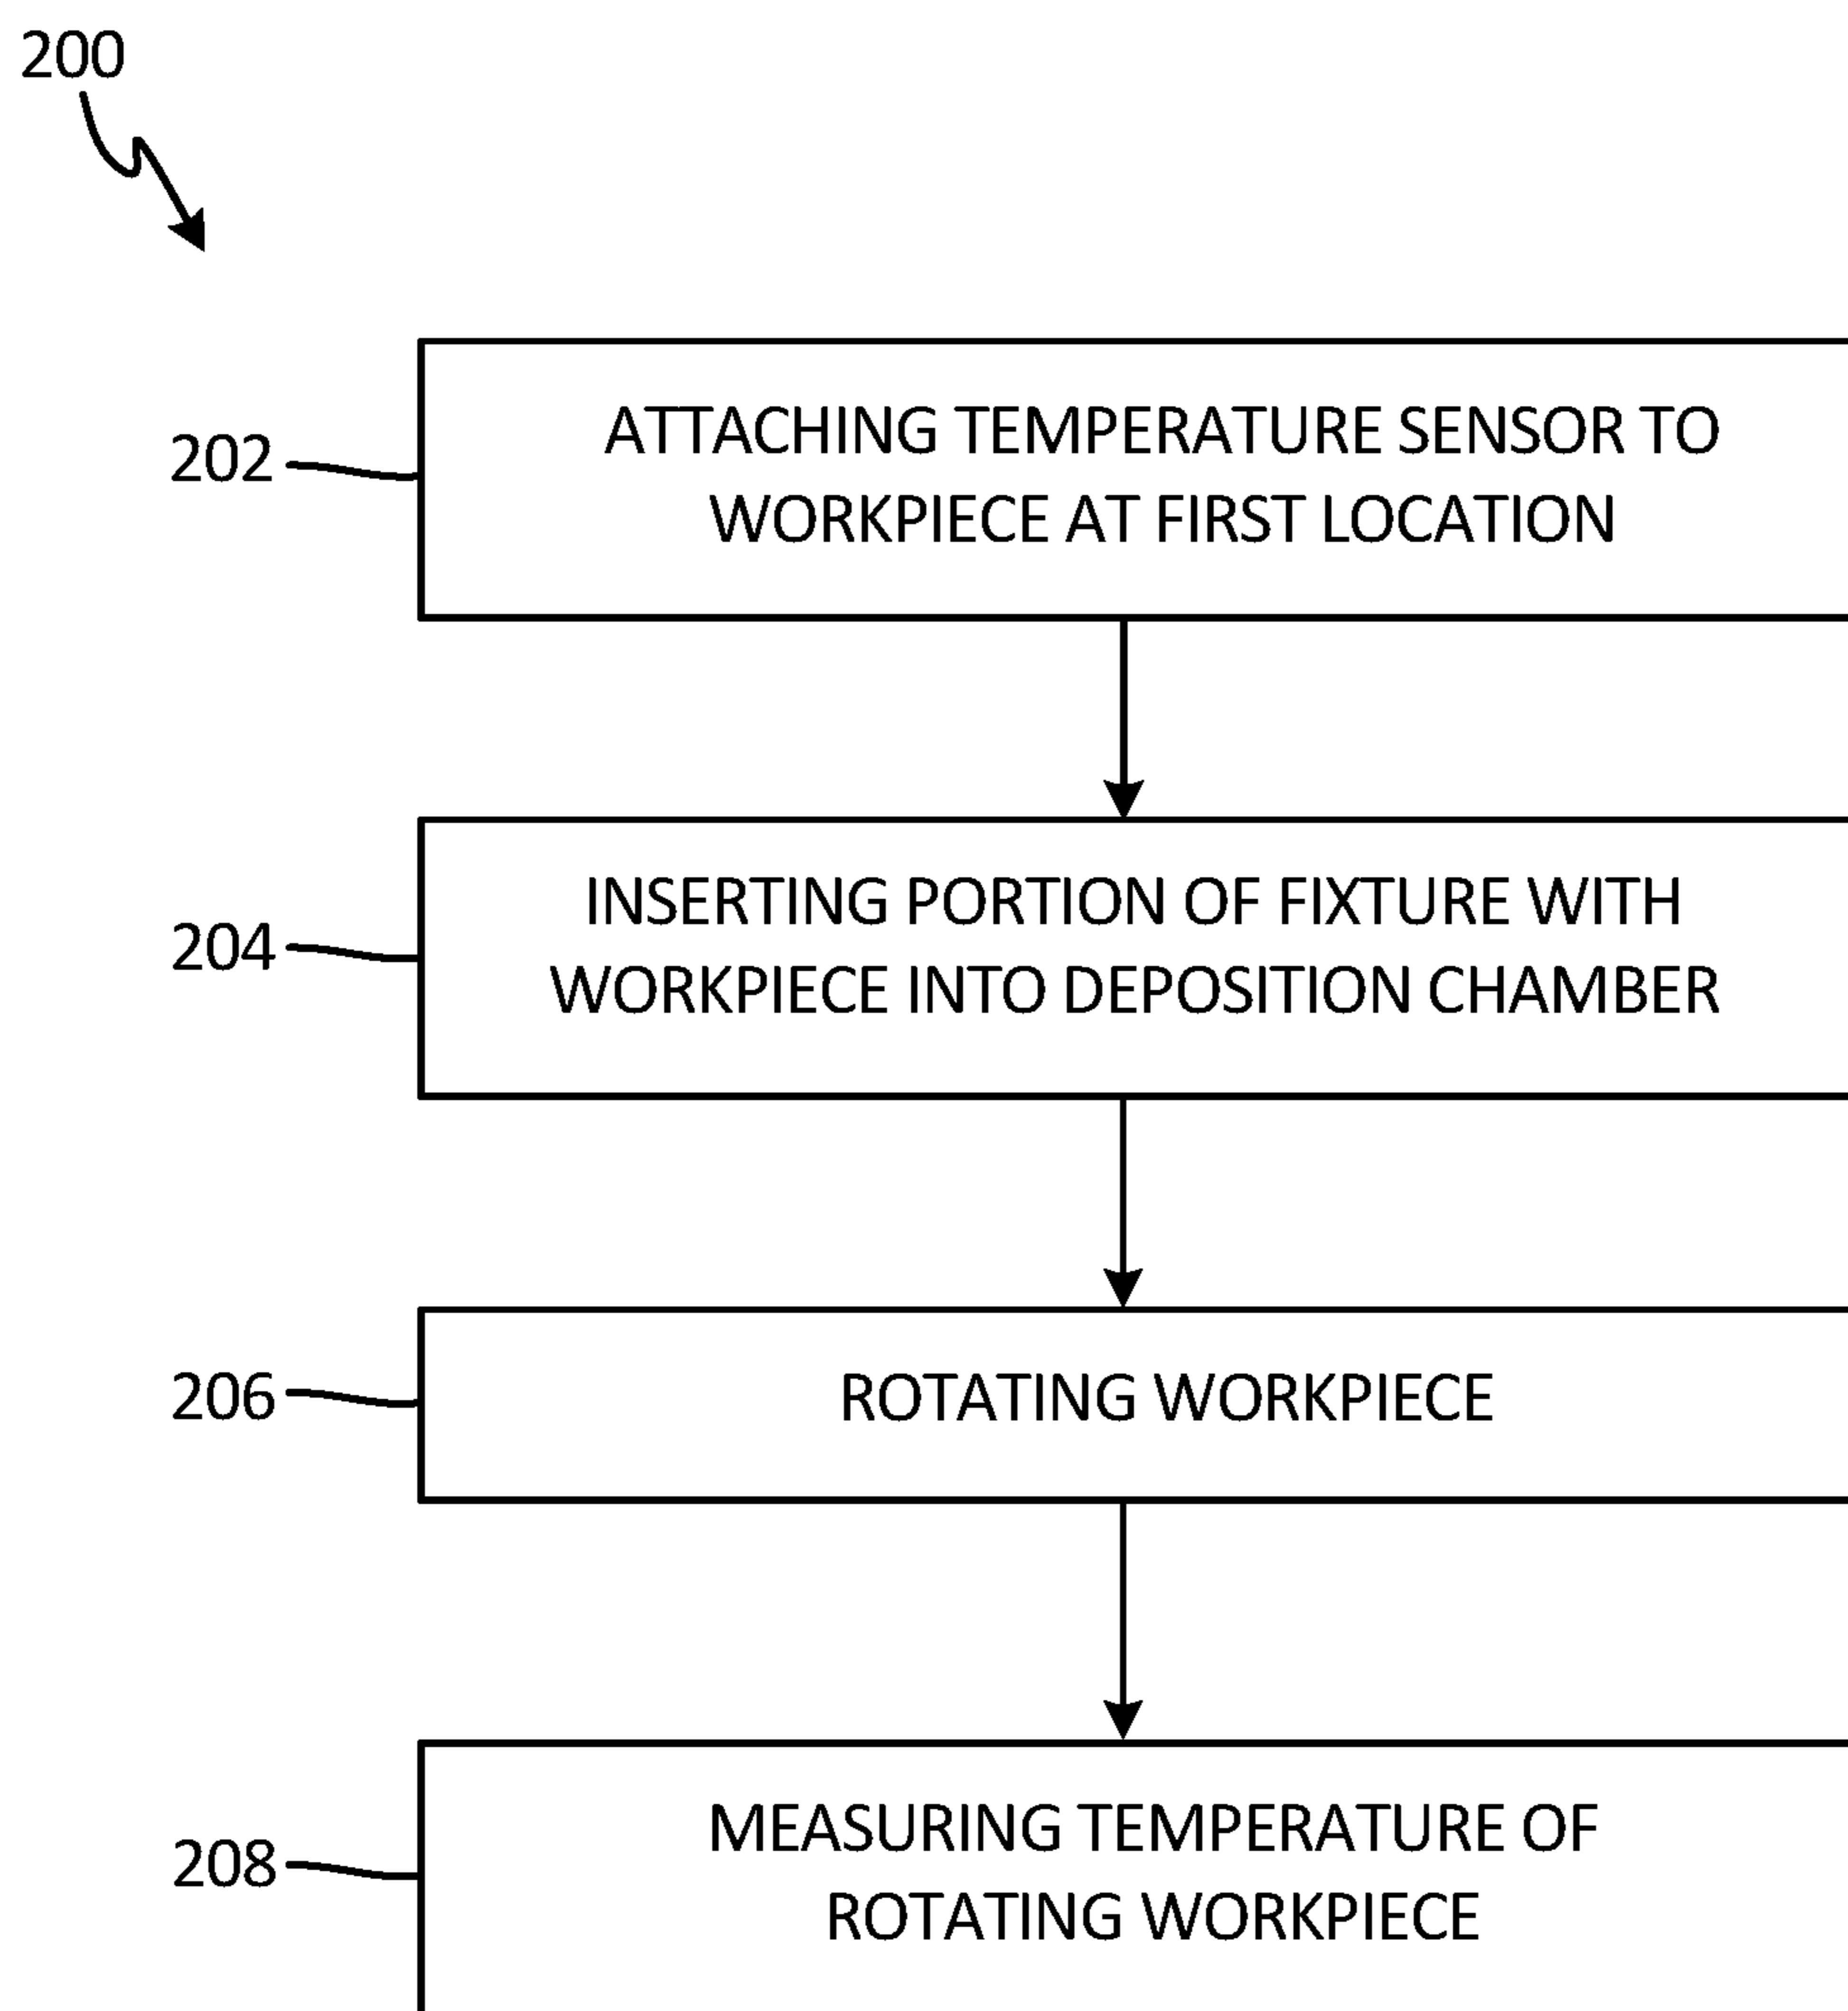 200
202
ATTACHING TEMPERATURE SENSOR TO
WORKPIECE AT FIRST LOCATION
204
INSERTING PORTION OF FIXTURE WITH
WORKPIECE INTO DEPOSITION CHAMBER
206
ROTATING WORKPIECE
208
MEASURING TEMPERATURE OF
ROTATING WORKPIECE